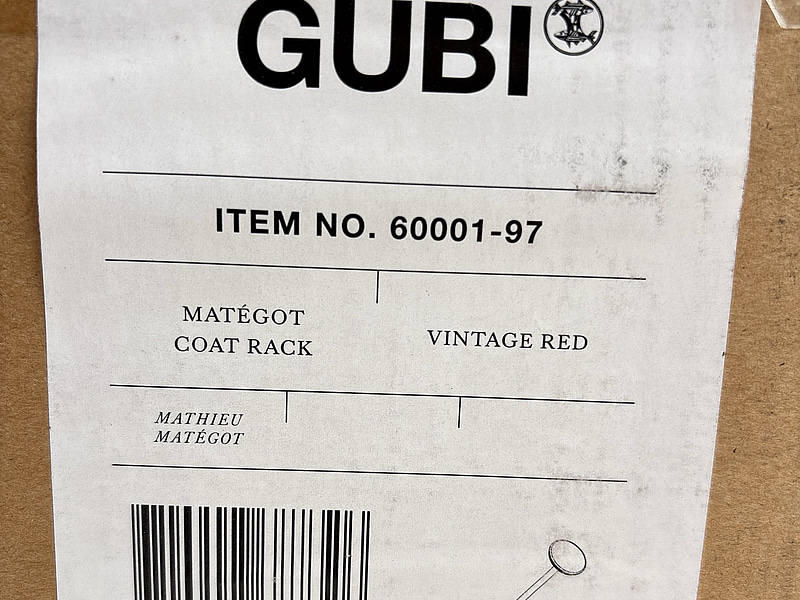 GUBI
ITEM NO. 60001-97
MATÉGOT
COAT RACK
VINTAGE RED
MATHIEU
MATÉGOT